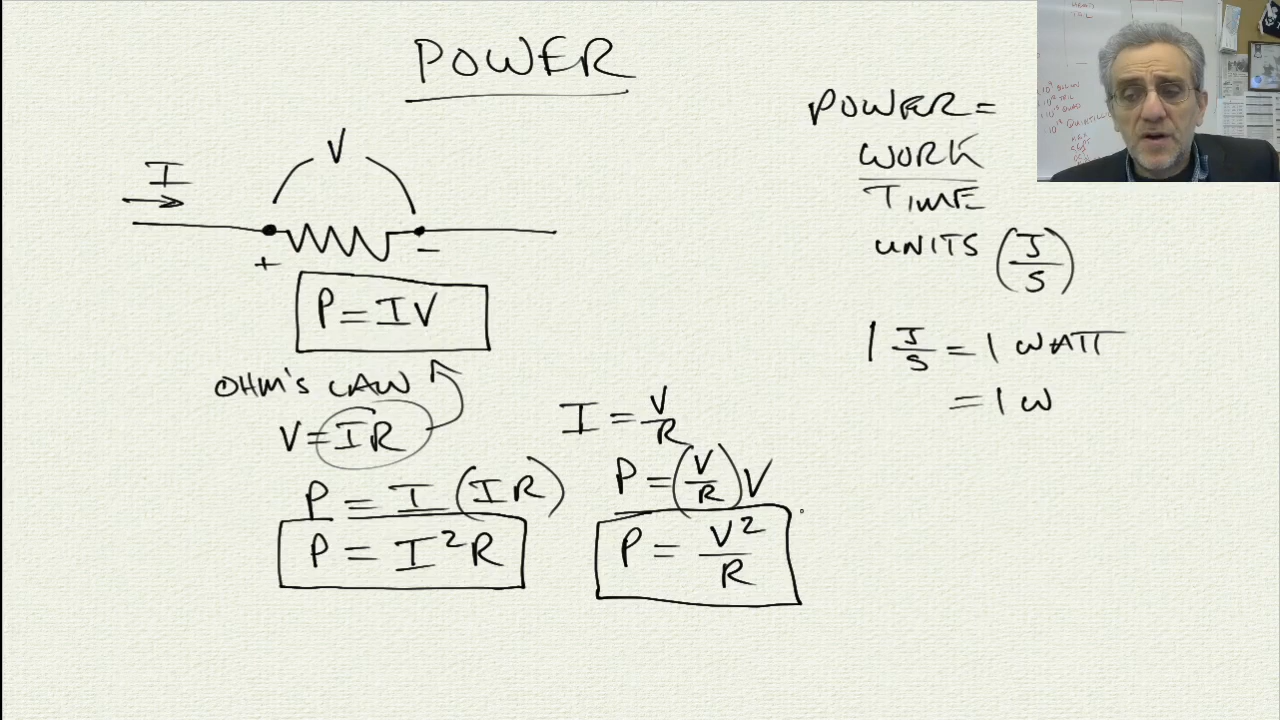 POWER
V
I
+ −
P = IV
OHM'S LAW
V = IR
P = I (IR)
P = I²R
I = V/R
P = (V/R)V
P = V²/R
POWER =
WORK
TIME
UNITS (J/S)
1 J/S = 1 WATT
= 1 W